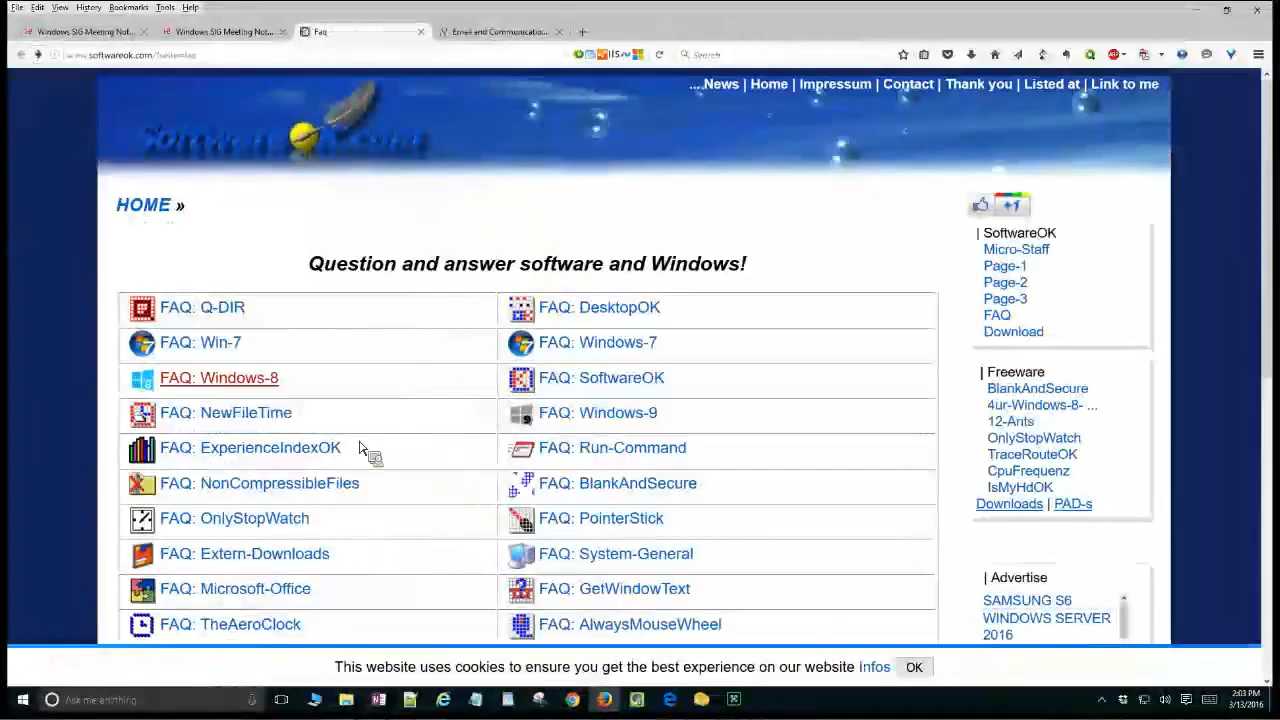 File Edit View History Bookmarks Tools Help
Windows SIG Meeting Not... Windows SIG Meeting Not... Faq Email and Communication...
www.softwareok.com/?seite=faq Search
....News | Home | Impressum | Contact | Thank you | Listed at | Link to me
HOME »
+1
Question and answer software and Windows!
FAQ: Q-DIR FAQ: DesktopOK
FAQ: Win-7 FAQ: Windows-7
FAQ: Windows-8 FAQ: SoftwareOK
FAQ: NewFileTime FAQ: Windows-9
FAQ: ExperienceIndexOK FAQ: Run-Command
FAQ: NonCompressibleFiles FAQ: BlankAndSecure
FAQ: OnlyStopWatch FAQ: PointerStick
FAQ: Extern-Downloads FAQ: System-General
FAQ: Microsoft-Office FAQ: GetWindowText
FAQ: TheAeroClock FAQ: AlwaysMouseWheel
| SoftwareOK
Micro-Staff
Page-1
Page-2
Page-3
FAQ
Download
| Freeware
BlankAndSecure
4ur-Windows-8- ...
12-Ants
OnlyStopWatch
TraceRouteOK
CpuFrequenz
IsMyHdOK
Downloads | PAD-s
| Advertise
SAMSUNG S6
WINDOWS SERVER
2016
This website uses cookies to ensure you get the best experience on our website infos OK
Ask me anything
2:03 PM
3/13/2016